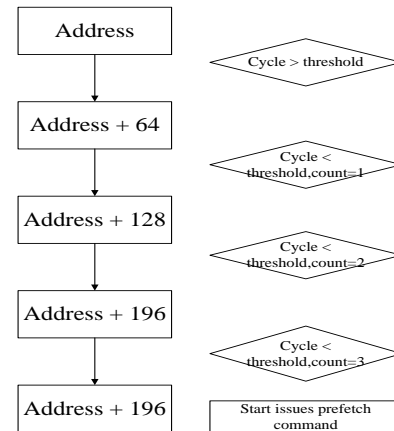 Address
Cycle > threshold
Address + 64
Cycle <
threshold,count=1
Address + 128
Cycle <
threshold,count=2
Address + 196
Cycle <
threshold,count=3
Address + 196
Start issues prefetch
command